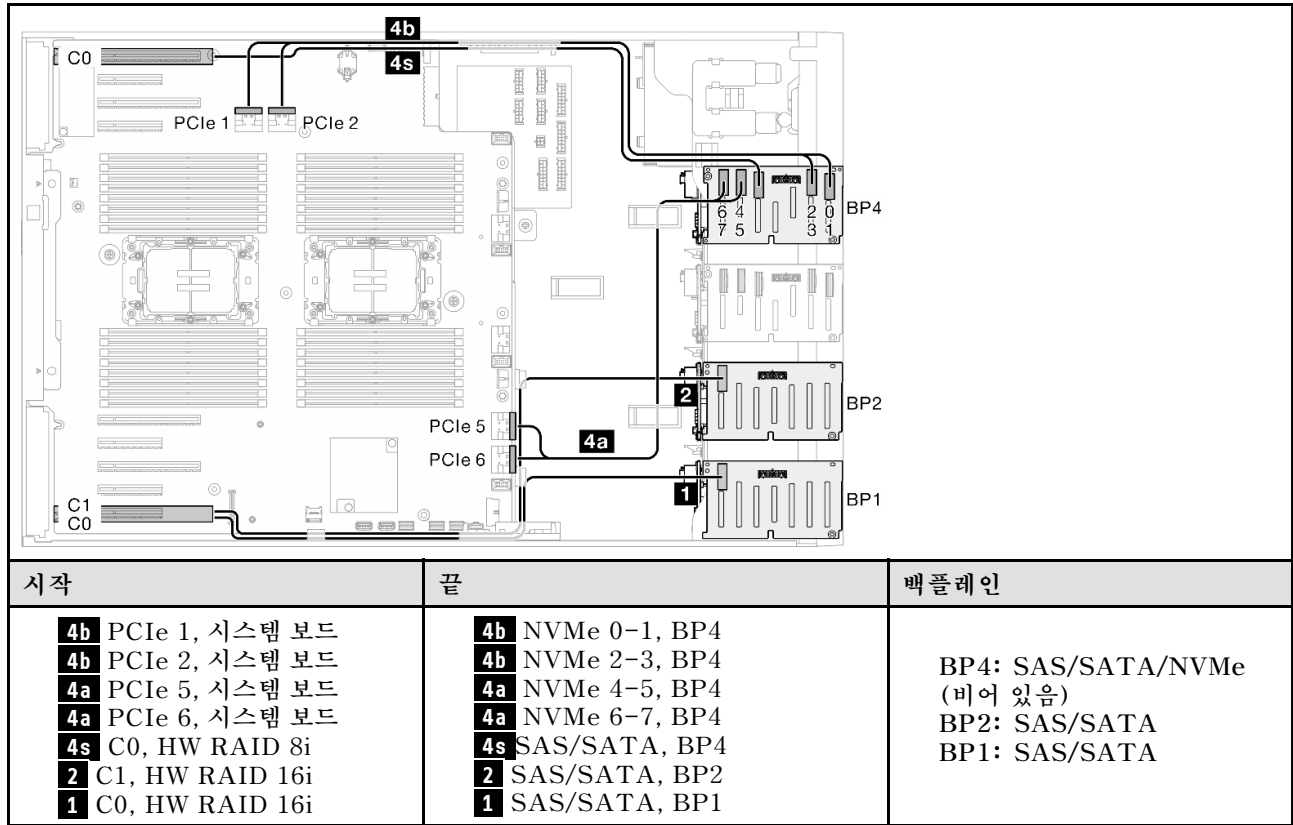 4b
C0
4s
PCIe 1
PCIe 2
6 4 2 0
7 5 3 1
BP4
2
BP2
PCIe 5
4a
PCIe 6
1
BP1
C1
C0
시작
끝
백플레인
4b PCIe 1, 시스템 보드
4b PCIe 2, 시스템 보드
4a PCIe 5, 시스템 보드
4a PCIe 6, 시스템 보드
4s C0, HW RAID 8i
2 C1, HW RAID 16i
1 C0, HW RAID 16i
4b NVMe 0-1, BP4
4b NVMe 2-3, BP4
4a NVMe 4-5, BP4
4a NVMe 6-7, BP4
4s SAS/SATA, BP4
2 SAS/SATA, BP2
1 SAS/SATA, BP1
BP4: SAS/SATA/NVMe
(비어 있음)
BP2: SAS/SATA
BP1: SAS/SATA